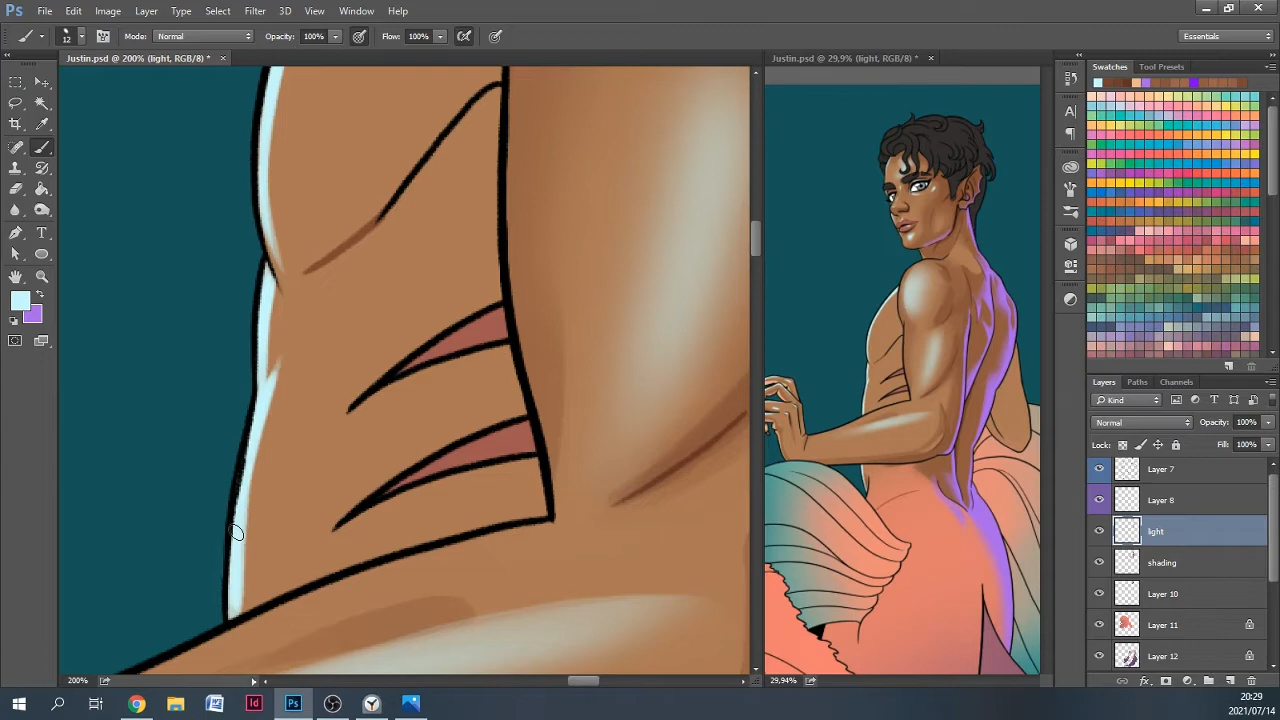 Ps File Edit Image Layer Type Select Filter 3D View Window Help
12 Mode: Normal Opacity: 100% Flow: 100% Essentials
Justin.psd @ 200% (light, RGB/8) * × Justin.psd @ 29,9% (light, RGB/8) * ×
Swatches Tool Presets
Layers Paths Channels
Kind
Normal Opacity: 100%
Lock: Fill: 100%
Layer 7
Layer 8
light
shading
Layer 10
Layer 11
Layer 12
200% 29,94%
20:29
2021/07/14